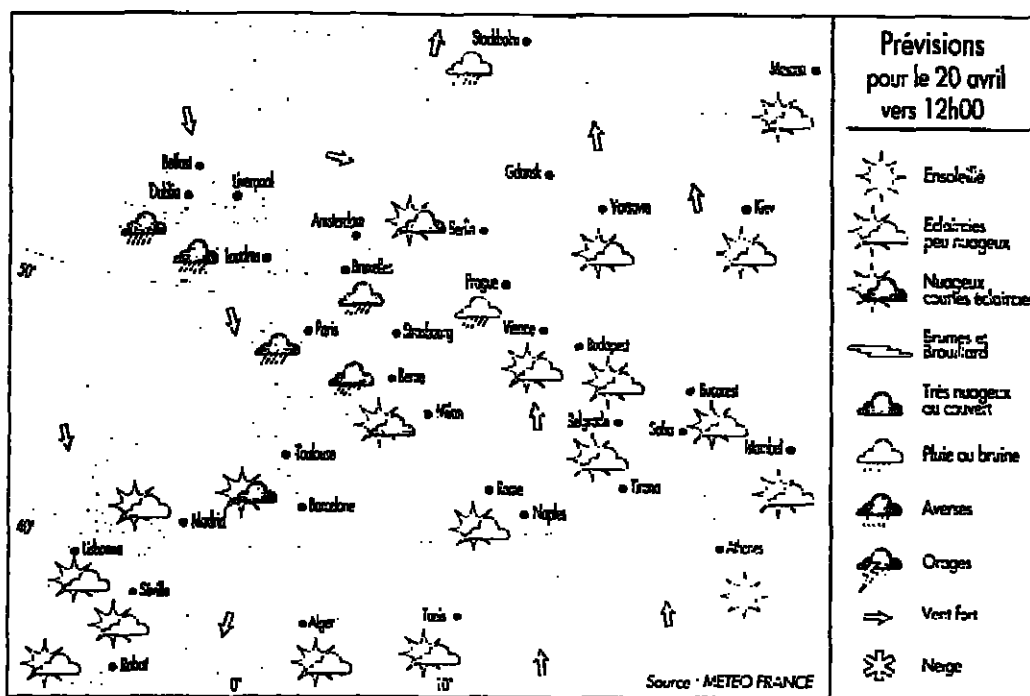 Stockholm
Moscou
Belfast
Dublin
Liverpool
Gdansk
Amsterdam
Berlin
Varsovie
Kiev
50°
Londres
Bruxelles
Prague
Paris
Strasbourg
Vienne
Budapest
Berne
Bucarest
Milan
Belgrade
Sofia
Istanbul
Toulouse
Rome
Tirana
Barcelone
Naples
40°
Madrid
Lisbonne
Athènes
Séville
Alger
Tunis
Rabat
0°
10°
Source · METEO FRANCE
Prévisions
pour le 20 avril
vers 12h00
Ensoleillé
Eclaircies
peu nuageux
Nuageux
courtes éclaircies
Brumes et
Brouillard
Très nuageux
ou couvert
Pluie ou bruine
Averses
Orages
Vent fort
Neige